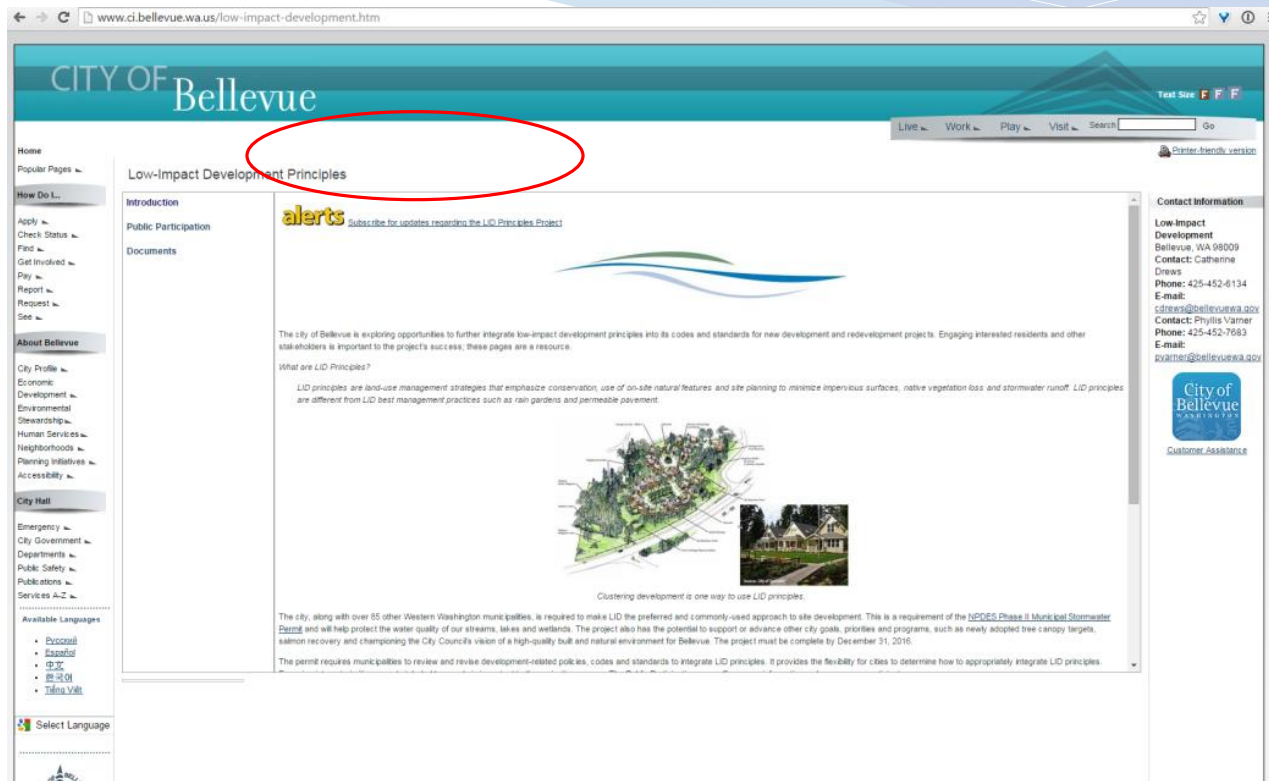 www.ci.bellevue.wa.us/low-impact-development.htm
CITY OF Bellevue
Text Size F F F
Live Work Play Visit Search Go
Printer-friendly version
Home
Popular Pages
How Do I...
Apply
Check Status
Find
Get Involved
Pay
Report
Request
See
About Bellevue
City Profile
Economic
Development
Environmental
Stewardship
Human Services
Neighborhoods
Planning Initiatives
Accessibility
City Hall
Emergency
City Government
Departments
Public Safety
Publications
Services A-Z
Available Languages
Русский
Español
中文
한국어
Tiếng Việt
Select Language
Low-Impact Development Principles
Introduction
Public Participation
Documents
alerts Subscribe for updates regarding the LID Principles Project
The city of Bellevue is exploring opportunities to further integrate low-impact development principles into its codes and standards for new development and redevelopment projects. Engaging interested residents and other
stakeholders is important to the project's success; these pages are a resource.
What are LID Principles?
LID principles are land-use management strategies that emphasize conservation, use of on-site natural features and site planning to minimize impervious surfaces, native vegetation loss and stormwater runoff. LID principles
are different from LID best management practices such as rain gardens and permeable pavement.
Clustering development is one way to use LID principles.
The city, along with over 85 other Western Washington municipalities, is required to make LID the preferred and commonly-used approach to site development. This is a requirement of the NPDES Phase II Municipal Stormwater
Permit and will help protect the water quality of our streams, lakes and wetlands. The project also has the potential to support or advance other city goals, priorities and programs, such as newly adopted tree canopy targets,
salmon recovery and championing the City Council's vision of a high-quality built and natural environment for Bellevue. The project must be complete by December 31, 2016.
The permit requires municipalities to review and revise development-related policies, codes and standards to integrate LID principles. It provides the flexibility for cities to determine how to appropriately integrate LID principles.
Contact Information
Low-Impact
Development
Bellevue, WA 98009
Contact: Catherine
Drews
Phone: 425-452-6134
E-mail:
cdrews@bellevuewa.gov
Contact: Phyllis Varner
Phone: 425-452-7683
E-mail:
pvarner@bellevuewa.gov
City of
Bellevue
WASHINGTON
Customer Assistance